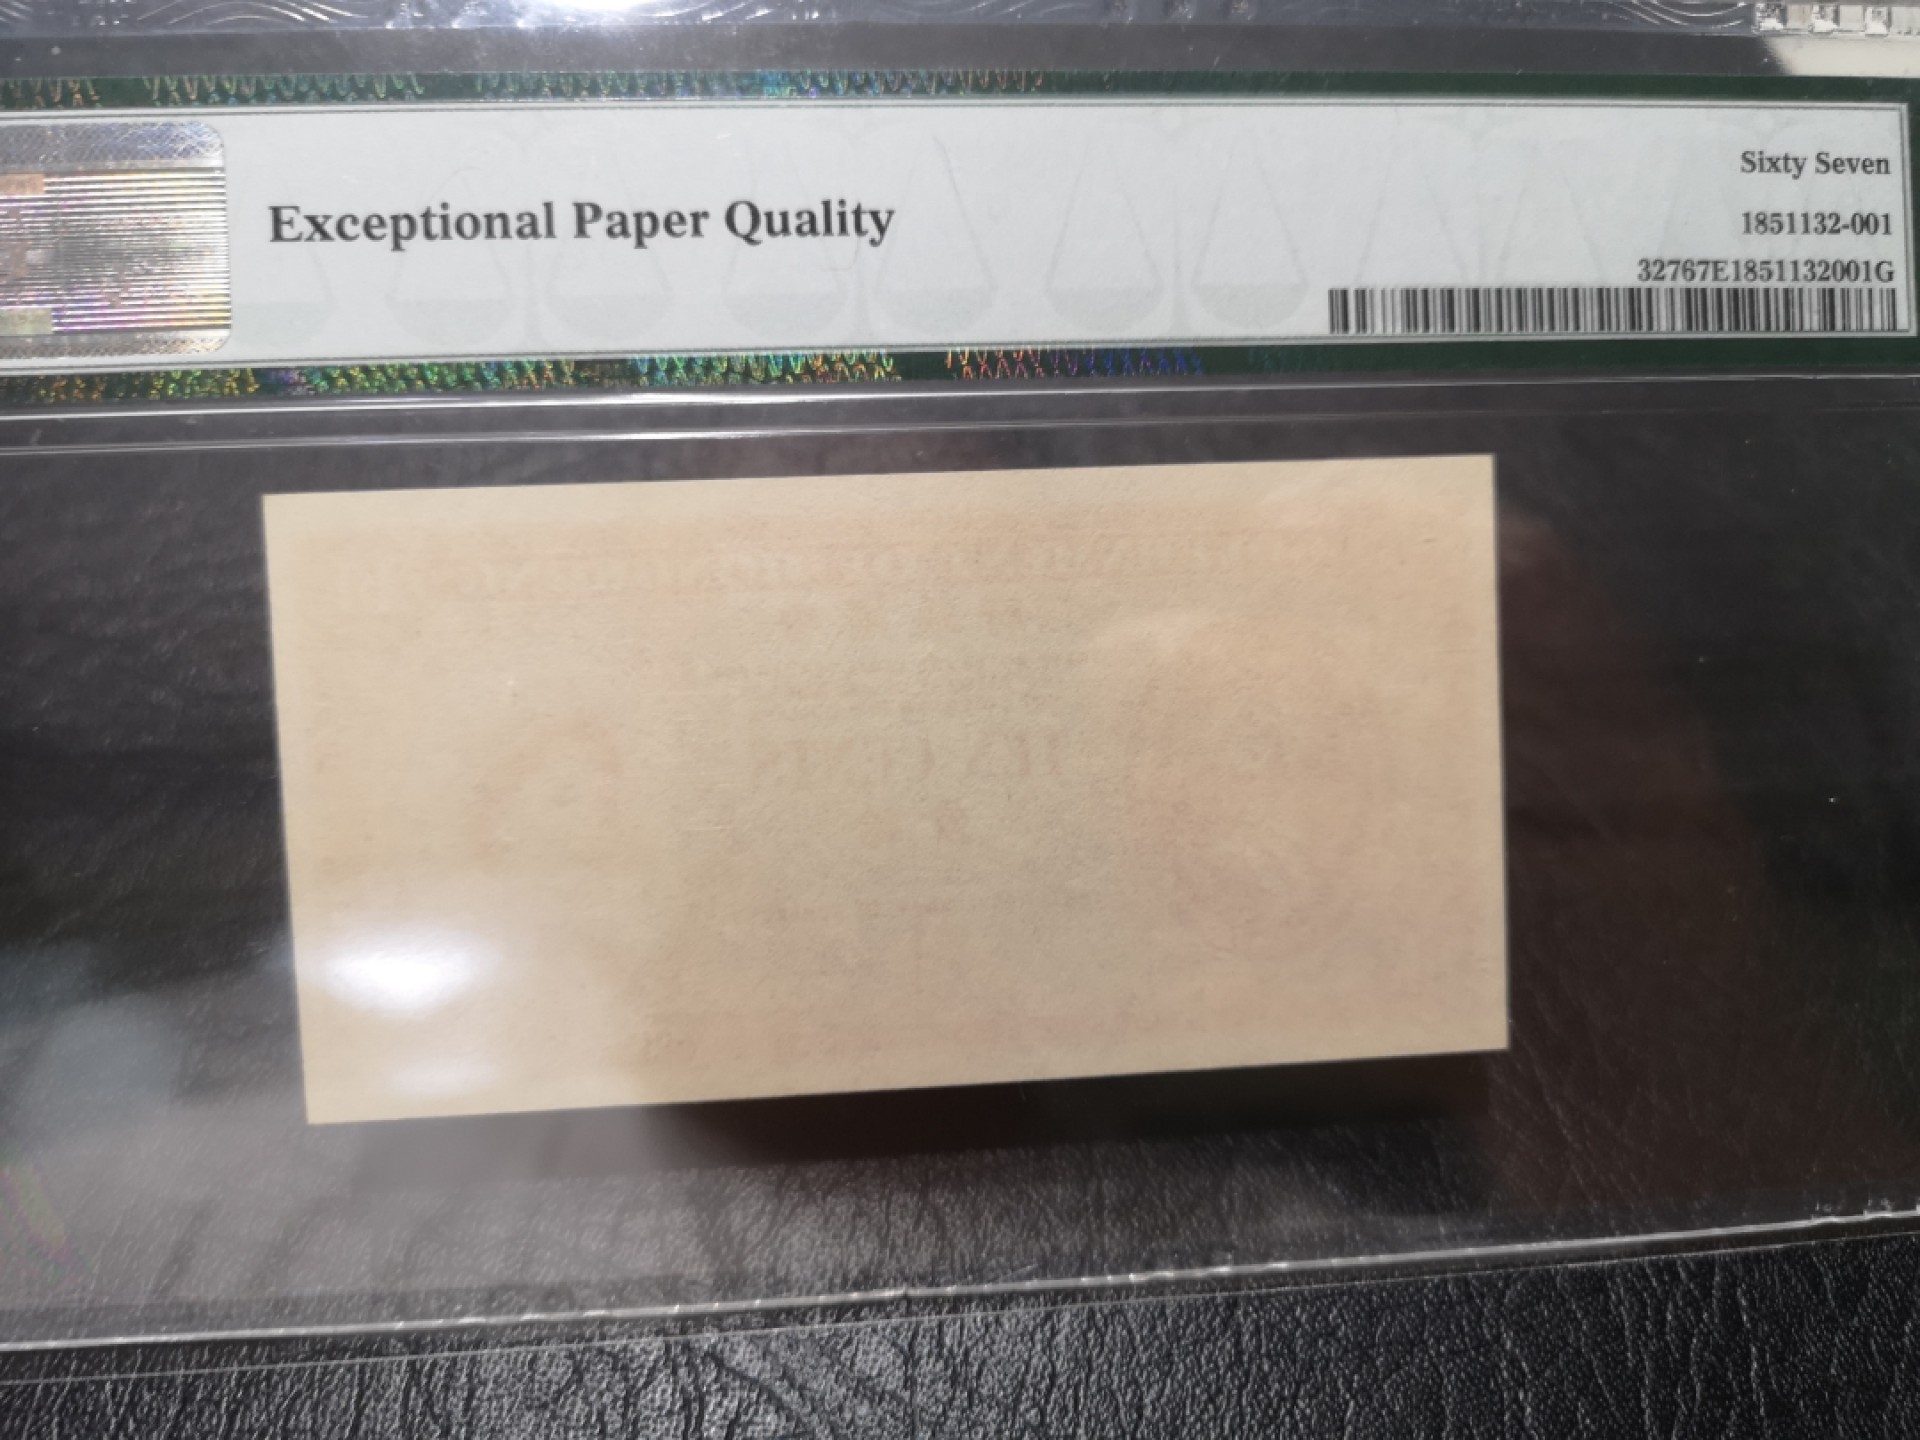 Exceptional Paper Quality
Sixty Seven
1851132-001
32767E1851132001G